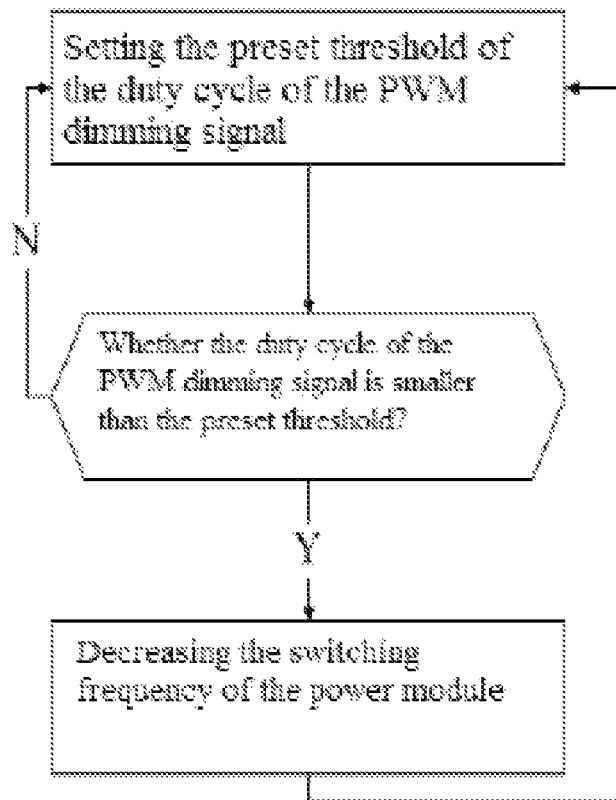 Setting the preset threshold of
the duty cycle of the PWM
dimming signal
N
Whether the duty cycle of the
PWM dimming signal is smaller
than the preset threshold?
Y
Decreasing the switching
frequency of the power module